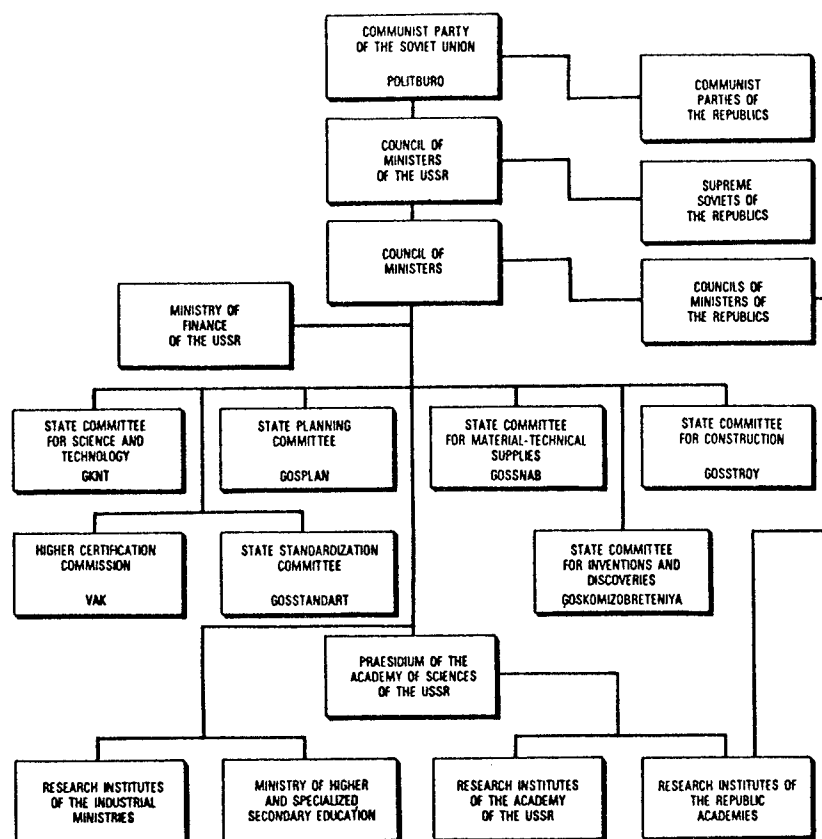 COMMUNIST PARTY
OF THE SOVIET UNION
POLITBURO
COMMUNIST
PARTIES OF
THE REPUBLICS
COUNCIL OF
MINISTERS
OF THE USSR
SUPREME
SOVIETS OF
THE REPUBLICS
COUNCIL OF
MINISTERS
COUNCILS OF
MINISTERS OF
THE REPUBLICS
MINISTRY OF
FINANCE
OF THE USSR
STATE COMMITTEE
FOR SCIENCE AND
TECHNOLOGY
GKNT
STATE PLANNING
COMMITTEE
GOSPLAN
STATE COMMITTEE
FOR MATERIAL-TECHNICAL
SUPPLIES
GOSSNAB
STATE COMMITTEE
FOR CONSTRUCTION
GOSSTROY
HIGHER CERTIFICATION
COMMISSION
VAK
STATE STANDARDIZATION
COMMITTEE
GOSSTANDART
STATE COMMITTEE
FOR INVENTIONS AND
DISCOVERIES
GOSKOMIZOBRETENIYA
PRAESIDIUM OF THE
ACADEMY OF SCIENCES
OF THE USSR
RESEARCH INSTITUTES
OF THE INDUSTRIAL
MINISTRIES
MINISTRY OF HIGHER
AND SPECIALIZED
SECONDARY EDUCATION
RESEARCH INSTITUTES
OF THE ACADEMY
OF THE USSR
RESEARCH INSTITUTES OF
THE REPUBLIC
ACADEMIES